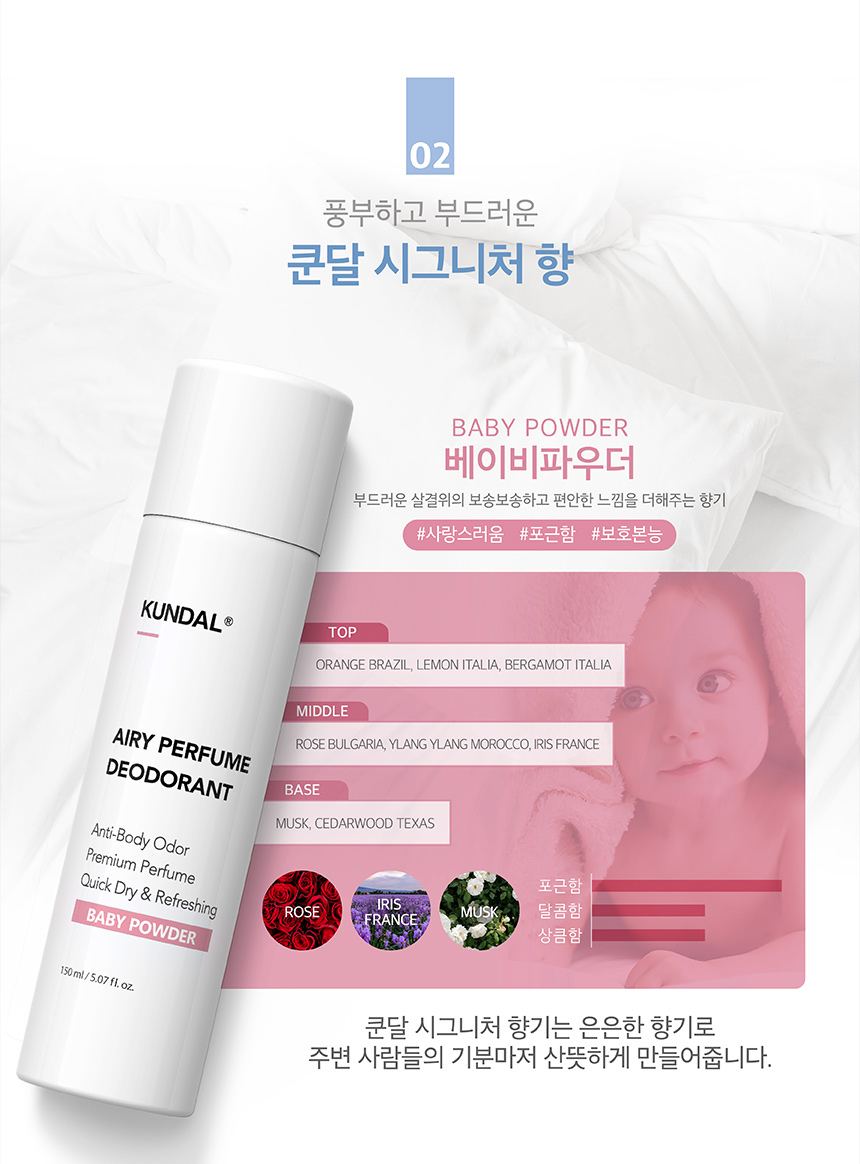 02
풍부하고 부드러운
쿤달 시그니처 향
BABY POWDER
베이비파우더
부드러운 살결위의 보송보송하고 편안한 느낌을 더해주는 향기
#사랑스러움 #포근함 #보호본능
KUNDAL®
AIRY PERFUME
DEODORANT
Anti-Body Odor
Premium Perfume
Quick Dry & Refreshing
BABY POWDER
150 ml / 5.07 fl. oz.
TOP
ORANGE BRAZIL, LEMON ITALIA, BERGAMOT ITALIA
MIDDLE
ROSE BULGARIA, YLANG YLANG MOROCCO, IRIS FRANCE
BASE
MUSK, CEDARWOOD TEXAS
ROSE
IRIS
FRANCE
MUSK
포근함
달콤함
상큼함
쿤달 시그니처 향기는 은은한 향기로
주변 사람들의 기분마저 산뜻하게 만들어줍니다.